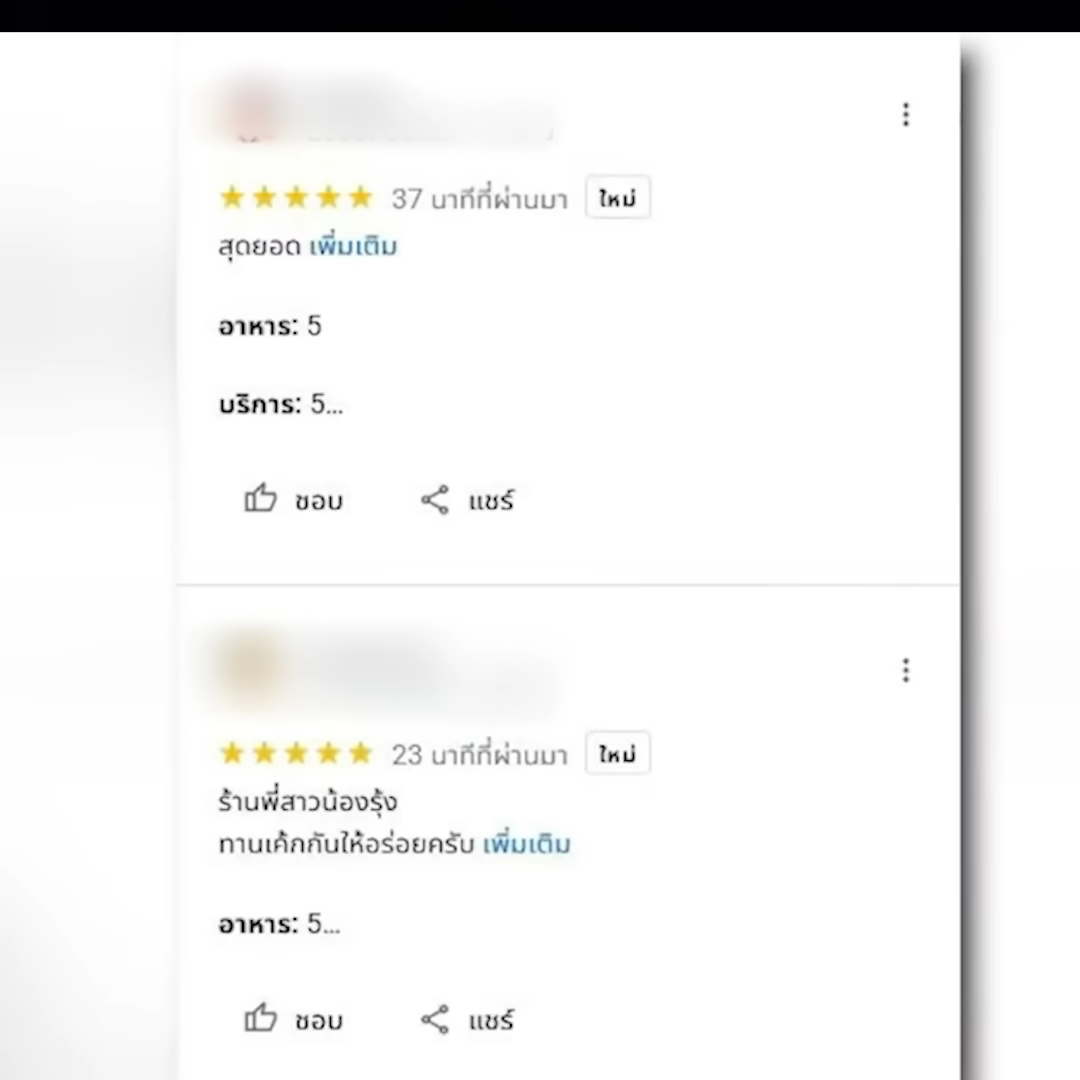 37 นาทีที่ผ่านมา ใหม่
สุดยอด เพิ่มเติม
อาหาร: 5
บริการ: 5...
ชอบ แชร์
23 นาทีที่ผ่านมา ใหม่
ร้านพี่สาวน้องรุ้ง
ทานเค้กกันให้อร่อยครับ เพิ่มเติม
อาหาร: 5...
ชอบ แชร์